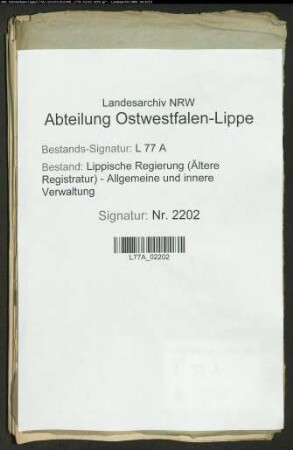 Landesarchiv NRW
Abteilung Ostwestfalen-Lippe
Bestands-Signatur: L 77 A
Bestand: Lippische Regierung (Ältere
Registratur) - Allgemeine und innere
Verwaltung
Signatur: Nr. 2202
L77A_02202